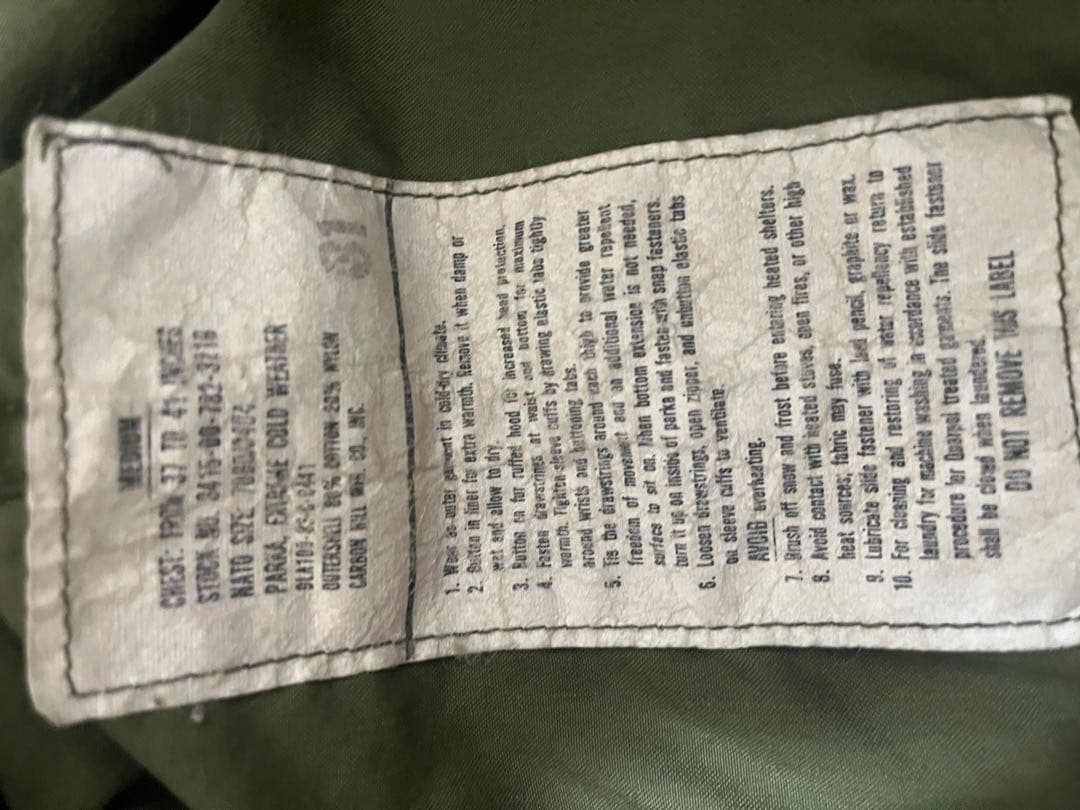 MEDIUM
CHEST: FROM 37 TO 41 INCHES
STOCK NO. 8415-00-782-3218
NATO SIZE
PARKA, EXTREME COLD WEATHER
OUTERSHELL 80% COTTON-20% NYLON
CARBON HILL MFG CO., INC.
1. Wear as outer garment in cold-dry climate.
2. Button in liner for extra warmth. Remove it when damp or
wet and allow to dry.
3. Button on fur ruffed hood for increased head protection.
4. Fasten drawstrings at waist and bottom, for maximum
warmth. Tighten sleeve cuffs by drawing elastic tabs tightly
around wrists and buttoning tabs.
5. Tie the drawstrings around each thigh to provide greater
freedom of movement and an additional water repellent
surface to sit on. When bottom extension is not needed,
turn it up on inside of parka and fasten with snap fasteners.
6. Loosen drawstrings, open zipper, and unbutton elastic tabs
on sleeve cuffs to ventilate.
AVOID overheating.
7. Brush off snow and frost before entering heated shelters.
8. Avoid contact with heated stoves, open fires, or other high
heat sources; fabric may fuse.
9. Lubricate slide fastener with lead pencil, graphite or wax.
10. For cleaning and restoring of water repellency return to
laundry for machine washing in accordance with established
procedure for Quarpel treated garments. The slide fastener
shall be closed when laundered.
DO NOT REMOVE THIS LABEL